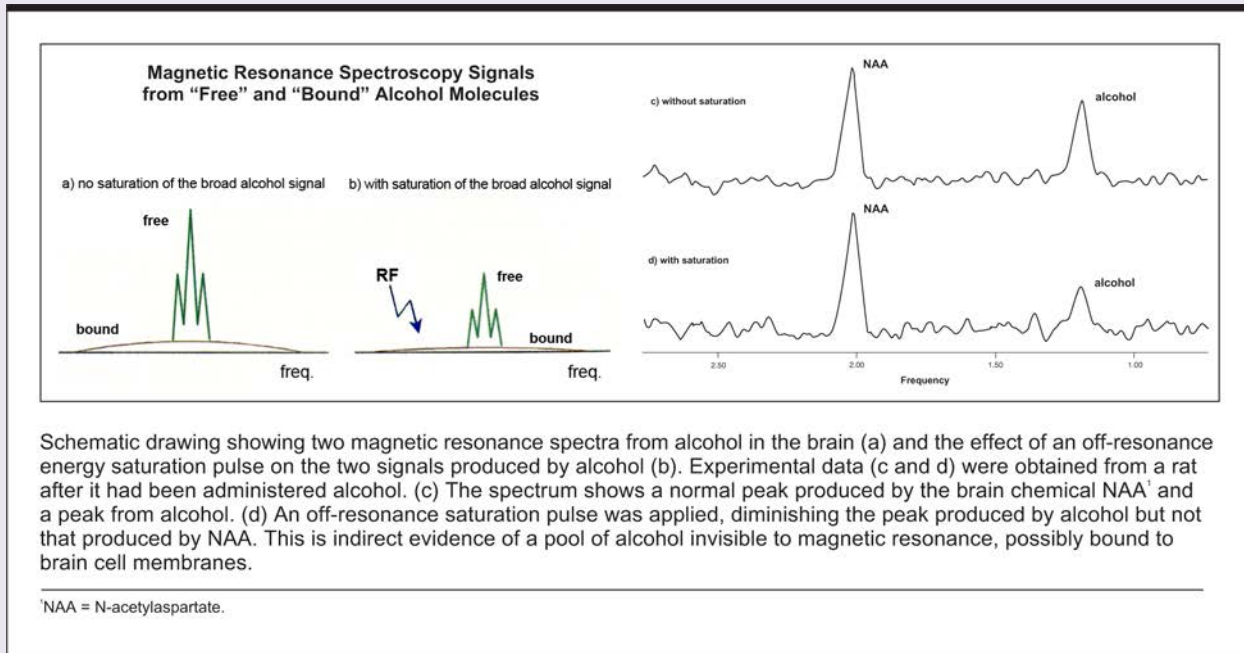 Magnetic Resonance Spectroscopy Signals
from “Free” and “Bound” Alcohol Molecules
a) no saturation of the broad alcohol signal
free
bound
freq.
b) with saturation of the broad alcohol signal
RF
free
bound
freq.
c) without saturation
NAA
alcohol
d) with saturation
NAA
alcohol
2.50 2.00 1.50 1.00
Frequency
Schematic drawing showing two magnetic resonance spectra from alcohol in the brain (a) and the effect of an off-resonance
energy saturation pulse on the two signals produced by alcohol (b). Experimental data (c and d) were obtained from a rat
after it had been administered alcohol. (c) The spectrum shows a normal peak produced by the brain chemical NAA¹ and
a peak from alcohol. (d) An off-resonance saturation pulse was applied, diminishing the peak produced by alcohol but not
that produced by NAA. This is indirect evidence of a pool of alcohol invisible to magnetic resonance, possibly bound to
brain cell membranes.
¹NAA = N-acetylaspartate.